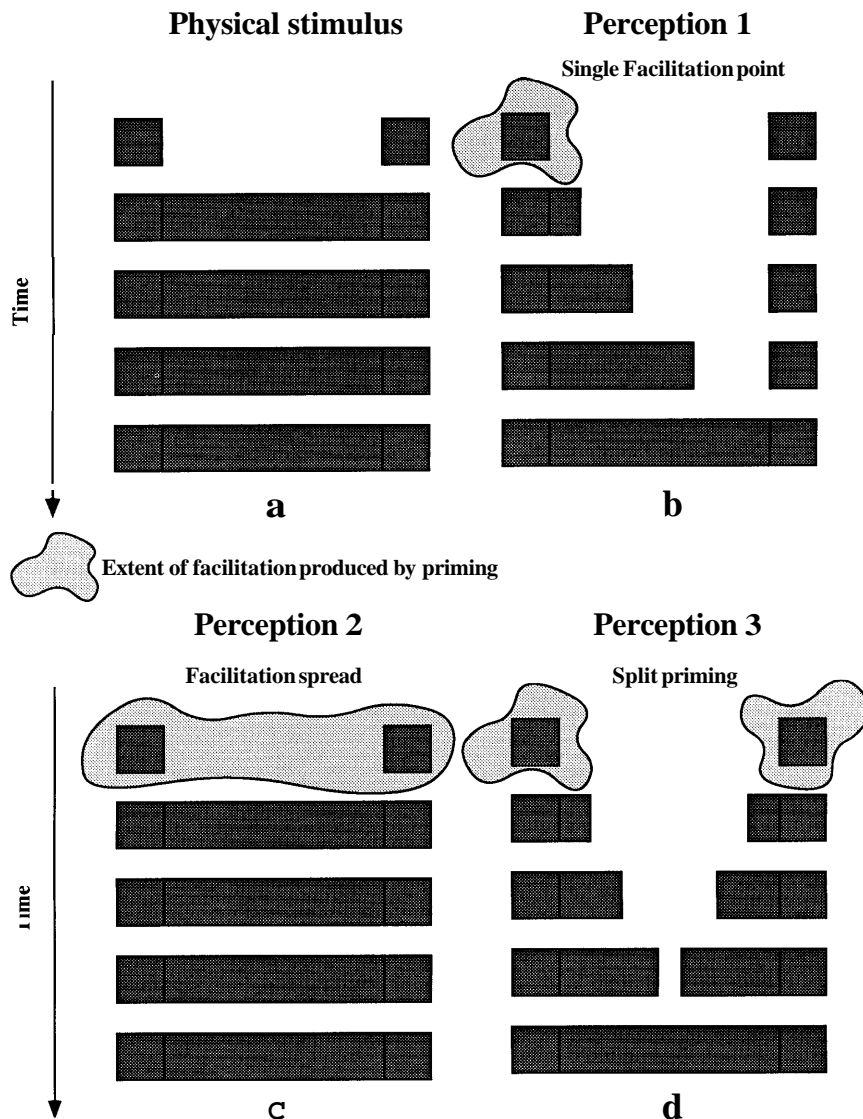 Physical stimulus
Perception 1
Single Facilitation point
Time
a
b
Extent of facilitation produced by priming
Perception 2
Perception 3
Facilitation spread
Split priming
Time
c
d